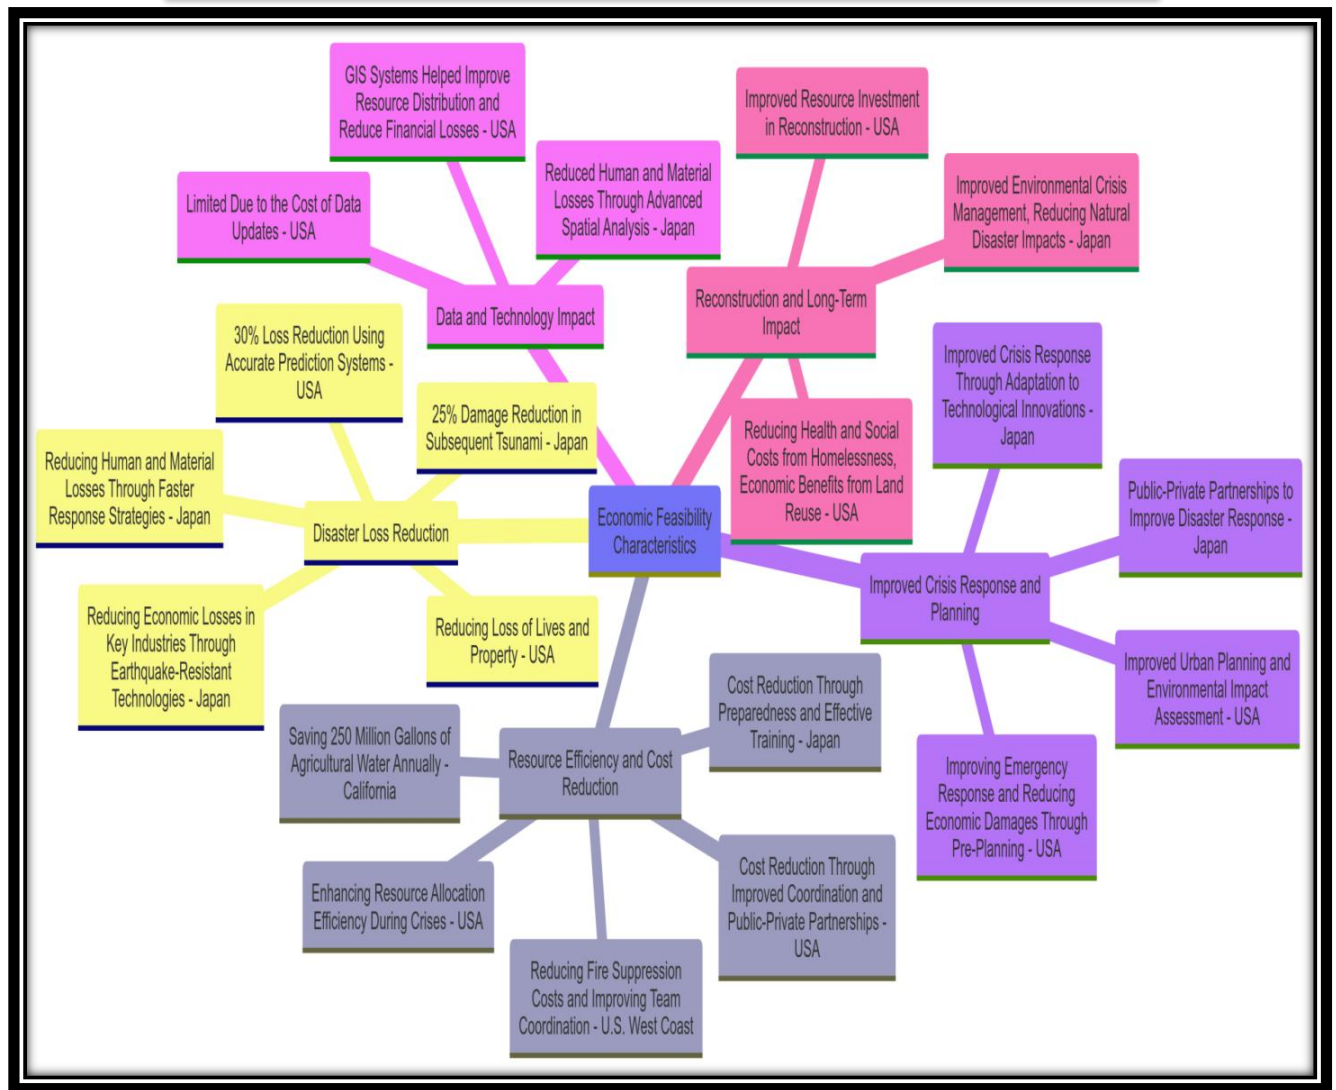 GIS Systems Helped Improve
Resource Distribution and
Reduce Financial Losses - USA
Improved Resource Investment
in Reconstruction - USA
Limited Due to the Cost of Data
Updates - USA
Reduced Human and Material
Losses Through Advanced
Spatial Analysis - Japan
Improved Environmental Crisis
Management, Reducing Natural
Disaster Impacts - Japan
Data and Technology Impact
Reconstruction and Long-Term
Impact
30% Loss Reduction Using
Accurate Prediction Systems -
USA
25% Damage Reduction in
Subsequent Tsunami - Japan
Reducing Human and Material
Losses Through Faster
Response Strategies - Japan
Disaster Loss Reduction
Economic Feasibility
Characteristics
Reducing Health and Social
Costs from Homelessness,
Economic Benefits from Land
Reuse - USA
Improved Crisis Response
Through Adaptation to
Technological Innovations -
Japan
Public-Private Partnerships to
Improve Disaster Response -
Japan
Improved Crisis Response and
Planning
Reducing Economic Losses in
Key Industries Through
Earthquake-Resistant
Technologies - Japan
Reducing Loss of Lives and
Property - USA
Improved Urban Planning and
Environmental Impact
Assessment - USA
Cost Reduction Through
Preparedness and Effective
Training - Japan
Saving 250 Million Gallons of
Agricultural Water Annually -
California
Resource Efficiency and Cost
Reduction
Improving Emergency
Response and Reducing
Economic Damages Through
Pre-Planning - USA
Enhancing Resource Allocation
Efficiency During Crises - USA
Cost Reduction Through
Improved Coordination and
Public-Private Partnerships -
USA
Reducing Fire Suppression
Costs and Improving Team
Coordination - U.S. West Coast